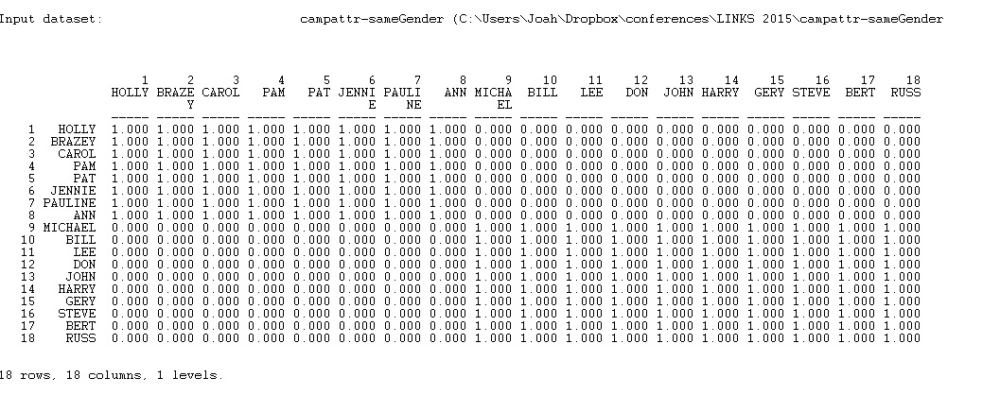 Input dataset: campattr-sameGender (C:\Users\Joah\Dropbox\conferences\LINKS 2015\campattr-sameGender
1 2 3 4 5 6 7 8 9 10 11 12 13 14 15 16 17 18
HOLLY BRAZE CAROL PAM PAT JENNI PAULI ANN MICHA BILL LEE DON JOHN HARRY GERY STEVE BERT RUSS
Y E NE EL
----- ----- ----- ----- ----- ----- ----- ----- ----- ----- ----- ----- ----- ----- ----- ----- ----- -----
1 HOLLY 1.000 1.000 1.000 1.000 1.000 1.000 1.000 1.000 0.000 0.000 0.000 0.000 0.000 0.000 0.000 0.000 0.000 0.000
2 BRAZEY 1.000 1.000 1.000 1.000 1.000 1.000 1.000 1.000 0.000 0.000 0.000 0.000 0.000 0.000 0.000 0.000 0.000 0.000
3 CAROL 1.000 1.000 1.000 1.000 1.000 1.000 1.000 1.000 0.000 0.000 0.000 0.000 0.000 0.000 0.000 0.000 0.000 0.000
4 PAM 1.000 1.000 1.000 1.000 1.000 1.000 1.000 1.000 0.000 0.000 0.000 0.000 0.000 0.000 0.000 0.000 0.000 0.000
5 PAT 1.000 1.000 1.000 1.000 1.000 1.000 1.000 1.000 0.000 0.000 0.000 0.000 0.000 0.000 0.000 0.000 0.000 0.000
6 JENNIE 1.000 1.000 1.000 1.000 1.000 1.000 1.000 1.000 0.000 0.000 0.000 0.000 0.000 0.000 0.000 0.000 0.000 0.000
7 PAULINE 1.000 1.000 1.000 1.000 1.000 1.000 1.000 1.000 0.000 0.000 0.000 0.000 0.000 0.000 0.000 0.000 0.000 0.000
8 ANN 1.000 1.000 1.000 1.000 1.000 1.000 1.000 1.000 0.000 0.000 0.000 0.000 0.000 0.000 0.000 0.000 0.000 0.000
9 MICHAEL 0.000 0.000 0.000 0.000 0.000 0.000 0.000 0.000 1.000 1.000 1.000 1.000 1.000 1.000 1.000 1.000 1.000 1.000
10 BILL 0.000 0.000 0.000 0.000 0.000 0.000 0.000 0.000 1.000 1.000 1.000 1.000 1.000 1.000 1.000 1.000 1.000 1.000
11 LEE 0.000 0.000 0.000 0.000 0.000 0.000 0.000 0.000 1.000 1.000 1.000 1.000 1.000 1.000 1.000 1.000 1.000 1.000
12 DON 0.000 0.000 0.000 0.000 0.000 0.000 0.000 0.000 1.000 1.000 1.000 1.000 1.000 1.000 1.000 1.000 1.000 1.000
13 JOHN 0.000 0.000 0.000 0.000 0.000 0.000 0.000 0.000 1.000 1.000 1.000 1.000 1.000 1.000 1.000 1.000 1.000 1.000
14 HARRY 0.000 0.000 0.000 0.000 0.000 0.000 0.000 0.000 1.000 1.000 1.000 1.000 1.000 1.000 1.000 1.000 1.000 1.000
15 GERY 0.000 0.000 0.000 0.000 0.000 0.000 0.000 0.000 1.000 1.000 1.000 1.000 1.000 1.000 1.000 1.000 1.000 1.000
16 STEVE 0.000 0.000 0.000 0.000 0.000 0.000 0.000 0.000 1.000 1.000 1.000 1.000 1.000 1.000 1.000 1.000 1.000 1.000
17 BERT 0.000 0.000 0.000 0.000 0.000 0.000 0.000 0.000 1.000 1.000 1.000 1.000 1.000 1.000 1.000 1.000 1.000 1.000
18 RUSS 0.000 0.000 0.000 0.000 0.000 0.000 0.000 0.000 1.000 1.000 1.000 1.000 1.000 1.000 1.000 1.000 1.000 1.000
18 rows, 18 columns, 1 levels.